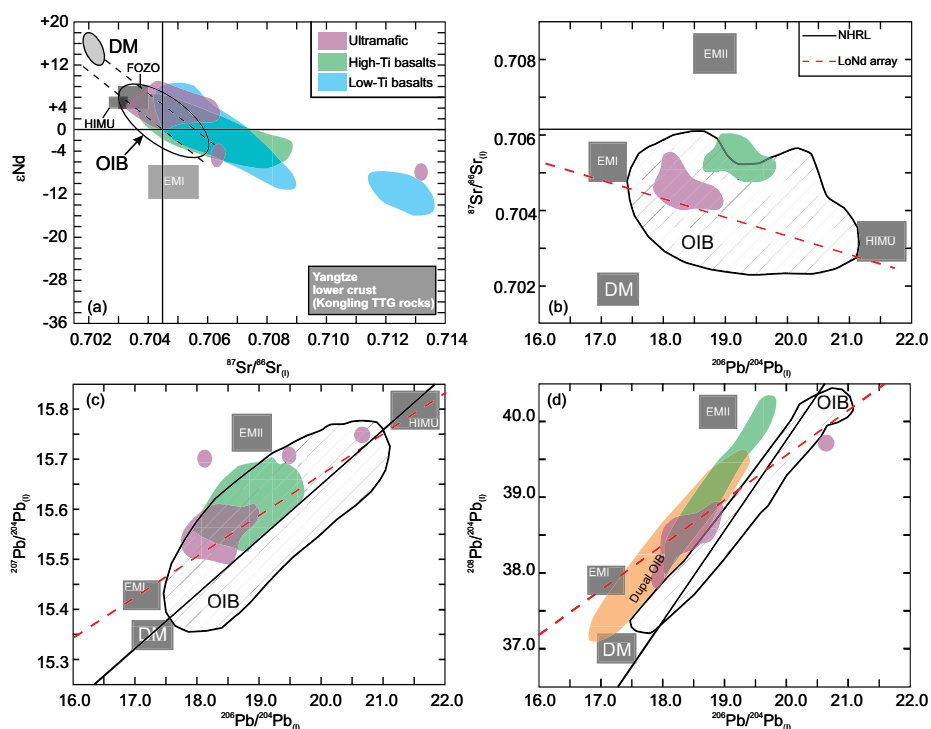 (a)
+20
+12
+4
0
-4
-12
-20
-28
-36
εNd
DM
FOZO
HIMU
OIB
EMI
Ultramafic
High-Ti basalts
Low-Ti basalts
Yangtze
lower crust
(Kongling TTG rocks)
0.702 0.704 0.706 0.708 0.710 0.712 0.714
87Sr/86Sr(I)
(b)
0.708
0.706
0.704
0.702
87Sr/86Sr(I)
EMII
NHRL
LoNd array
EMI
OIB
HIMU
DM
16.0 17.0 18.0 19.0 20.0 21.0 22.0
206Pb/204Pb(I)
(c)
15.8
15.7
15.6
15.5
15.4
15.3
207Pb/204Pb(I)
HIMU
EMII
EMI
OIB
DM
16.0 17.0 18.0 19.0 20.0 21.0 22.0
206Pb/204Pb(I)
(d)
40.0
39.0
38.0
37.0
208Pb/204Pb(I)
OIB
EMII
EMI
Dupal OIB
DM
16.0 17.0 18.0 19.0 20.0 21.0 22.0
206Pb/204Pb(I)